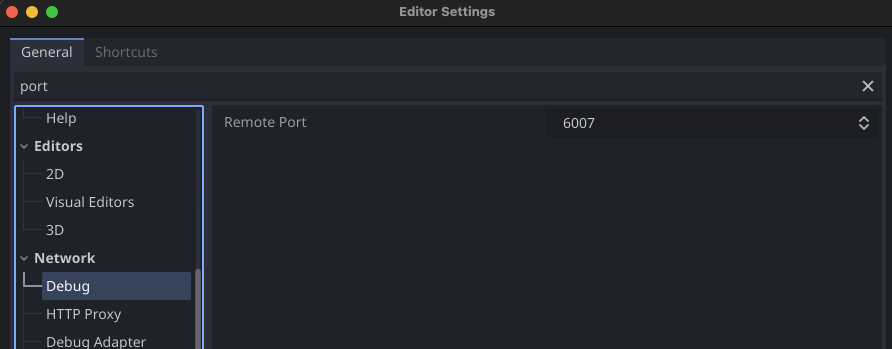 Editor Settings
General Shortcuts
port
Help
Remote Port 6007
Editors
2D
Visual Editors
3D
Network
Debug
HTTP Proxy
Debug Adapter